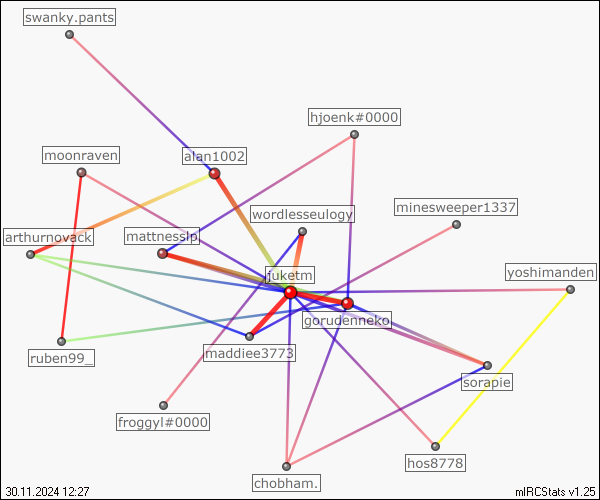 swanky.pants
hjoenk#0000
moonraven
alan1002
wordlesseulogy
minesweeper1337
arthurnovack
mattnesslp
juketm
yoshimanden
gorudenneko
ruben99_
maddiee3773
sorapie
froggyl#0000
hos8778
chobham.
30.11.2024 12:27
mIRCStats v1.25